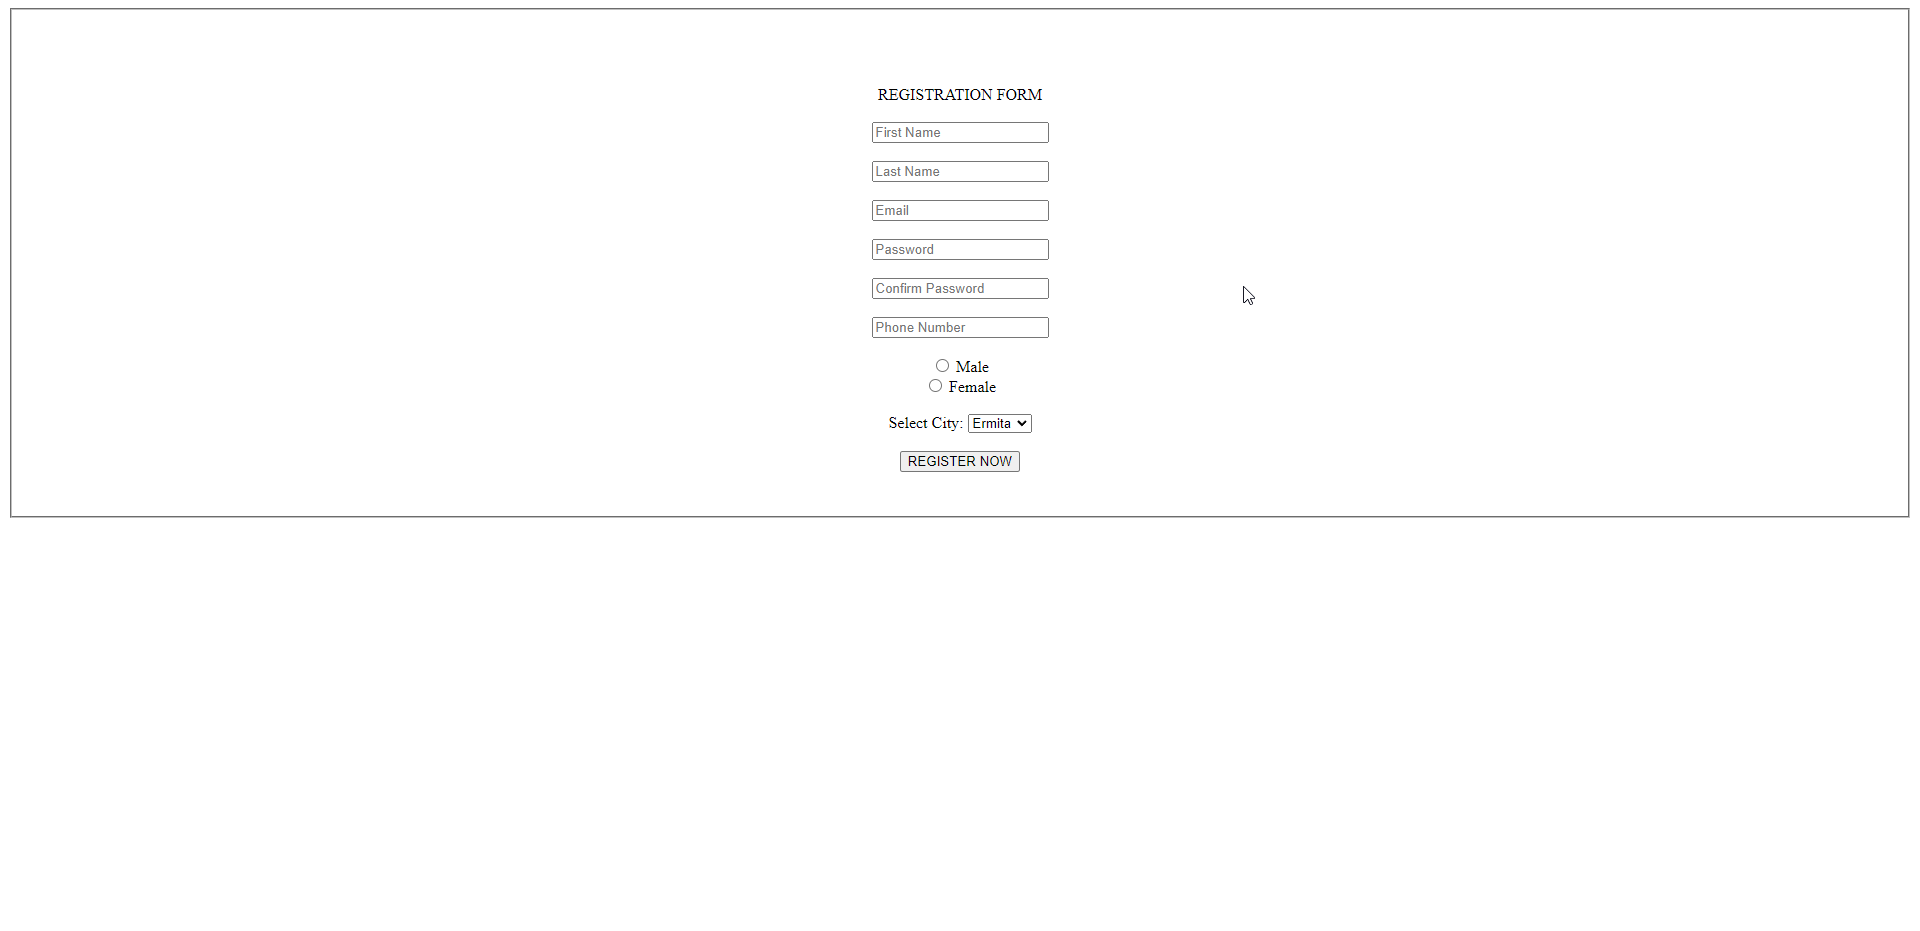 REGISTRATION FORM
First Name
Last Name
Email
Password
Confirm Password
Phone Number
Male
Female
Select City: Ermita
REGISTER NOW